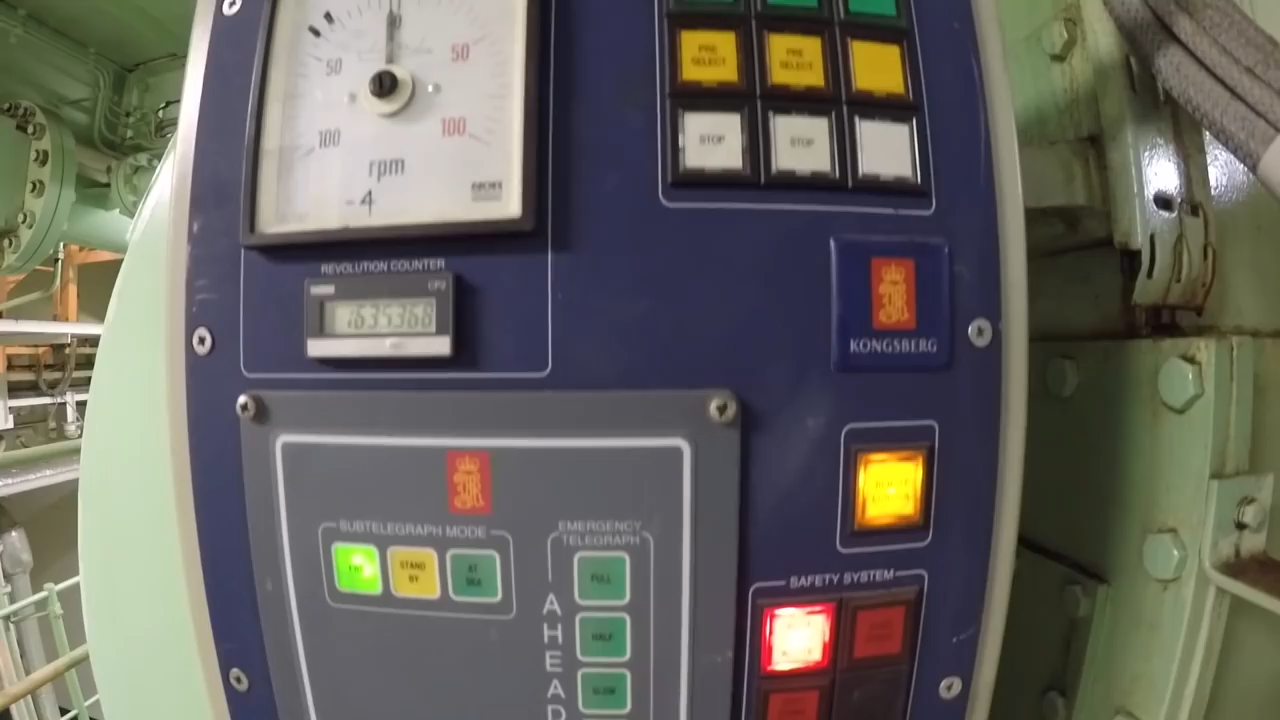 50
50
100
100
rpm
-4
PRE
SELECT
PRE
SELECT
STOP
STOP
REVOLUTION COUNTER
CP2
1635368
KONGSBERG
SUBTELEGRAPH MODE
STAND
BY
AT
SEA
EMERGENCY
TELEGRAPH
FULL
HALF
SLOW
AHEAD
SAFETY SYSTEM